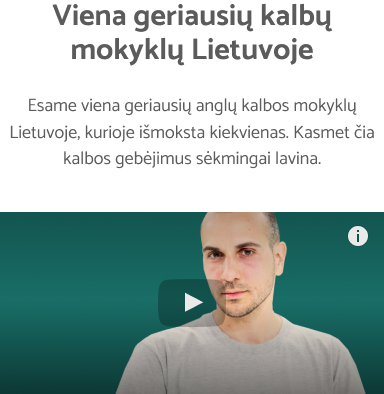 Viena geriausių kalbų
mokyklų Lietuvoje
Esame viena geriausių anglų kalbos mokyklų
Lietuvoje, kurioje išmoksta kiekvienas. Kasmet čia
kalbos gebėjimus sėkmingai lavina.